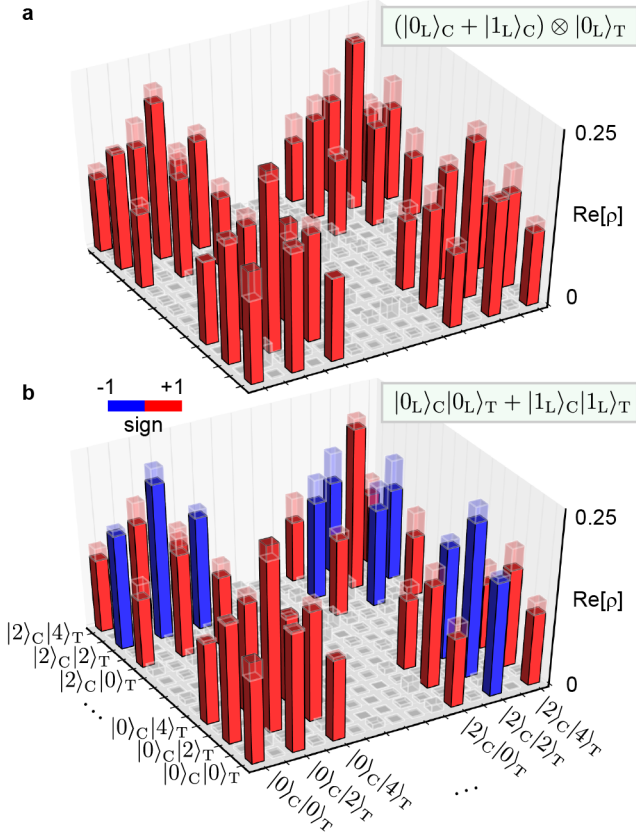 a
(|0_L⟩_C + |1_L⟩_C) ⊗ |0_L⟩_T
0.25
Re[ρ]
0
b
-1 +1
sign
|0_L⟩_C|0_L⟩_T + |1_L⟩_C|1_L⟩_T
0.25
Re[ρ]
0
|2⟩_C|4⟩_T
|2⟩_C|2⟩_T
|2⟩_C|0⟩_T
...
|0⟩_C|4⟩_T
|0⟩_C|2⟩_T
|0⟩_C|0⟩_T
|0⟩_C|0⟩_T
|0⟩_C|2⟩_T
|0⟩_C|4⟩_T
...
|2⟩_C|0⟩_T
|2⟩_C|2⟩_T
|2⟩_C|4⟩_T